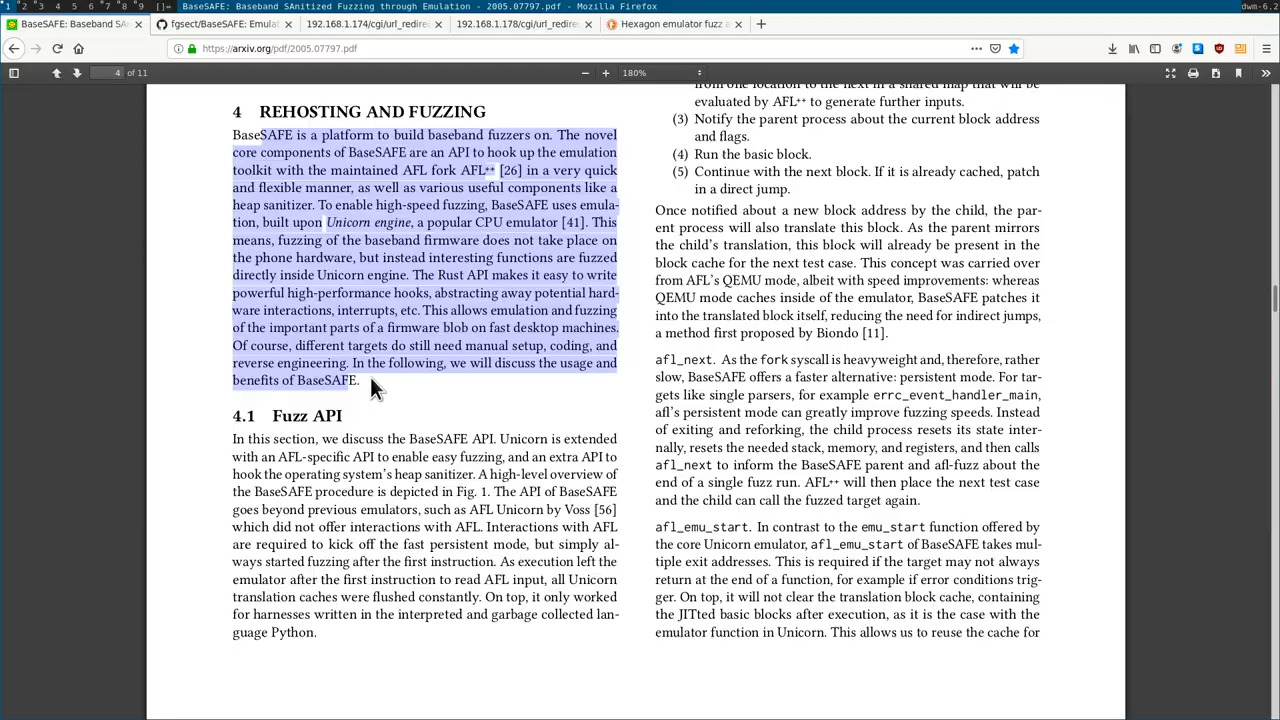 1 2 3 4 5 6 7 8 9 []= BaseSAFE: Baseband SAnitized Fuzzing through Emulation - 2005.07797.pdf - Mozilla Firefox dwm-6.2
BaseSAFE: Baseband SAN × fgsect/BaseSAFE: Emulat × 192.168.1.174/cgi/url_redire × 192.168.1.178/cgi/url_redire × Hexagon emulator fuzz a × +
https://arxiv.org/pdf/2005.07797.pdf
4 of 11 180%
4 REHOSTING AND FUZZING
BaseSAFE is a platform to build baseband fuzzers on. The novel
core components of BaseSAFE are an API to hook up the emulation
toolkit with the maintained AFL fork AFL++ [26] in a very quick
and flexible manner, as well as various useful components like a
heap sanitizer. To enable high-speed fuzzing, BaseSAFE uses emula-
tion, built upon Unicorn engine, a popular CPU emulator [41]. This
means, fuzzing of the baseband firmware does not take place on
the phone hardware, but instead interesting functions are fuzzed
directly inside Unicorn engine. The Rust API makes it easy to write
powerful high-performance hooks, abstracting away potential hard-
ware interactions, interrupts, etc. This allows emulation and fuzzing
of the important parts of a firmware blob on fast desktop machines.
Of course, different targets do still need manual setup, coding, and
reverse engineering. In the following, we will discuss the usage and
benefits of BaseSAFE.
4.1 Fuzz API
In this section, we discuss the BaseSAFE API. Unicorn is extended
with an AFL-specific API to enable easy fuzzing, and an extra API to
hook the operating system's heap sanitizer. A high-level overview of
the BaseSAFE procedure is depicted in Fig. 1. The API of BaseSAFE
goes beyond previous emulators, such as AFL Unicorn by Voss [56]
which did not offer interactions with AFL. Interactions with AFL
are required to kick off the fast persistent mode, but simply al-
ways started fuzzing after the first instruction. As execution left the
emulator after the first instruction to read AFL input, all Unicorn
translation caches were flushed constantly. On top, it only worked
for harnesses written in the interpreted and garbage collected lan-
guage Python.
from one location to the next in a shared map that will be
evaluated by AFL++ to generate further inputs.
(3) Notify the parent process about the current block address
and flags.
(4) Run the basic block.
(5) Continue with the next block. If it is already cached, patch
in a direct jump.
Once notified about a new block address by the child, the par-
ent process will also translate this block. As the parent mirrors
the child's translation, this block will already be present in the
block cache for the next test case. This concept was carried over
from AFL's QEMU mode, albeit with speed improvements: whereas
QEMU mode caches inside of the emulator, BaseSAFE patches it
into the translated block itself, reducing the need for indirect jumps,
a method first proposed by Biondo [11].
afl_next. As the fork syscall is heavyweight and, therefore, rather
slow, BaseSAFE offers a faster alternative: persistent mode. For tar-
gets like single parsers, for example errc_event_handler_main,
afl's persistent mode can greatly improve fuzzing speeds. Instead
of exiting and reforking, the child process resets its state inter-
nally, resets the needed stack, memory, and registers, and then calls
afl_next to inform the BaseSAFE parent and afl-fuzz about the
end of a single fuzz run. AFL++ will then place the next test case
and the child can call the fuzzed target again.
afl_emu_start. In contrast to the emu_start function offered by
the core Unicorn emulator, afl_emu_start of BaseSAFE takes mul-
tiple exit addresses. This is required if the target may not always
return at the end of a function, for example if error conditions trig-
ger. On top, it will not clear the translation block cache, containing
the JITted basic blocks after execution, as it is the case with the
emulator function in Unicorn. This allows us to reuse the cache for